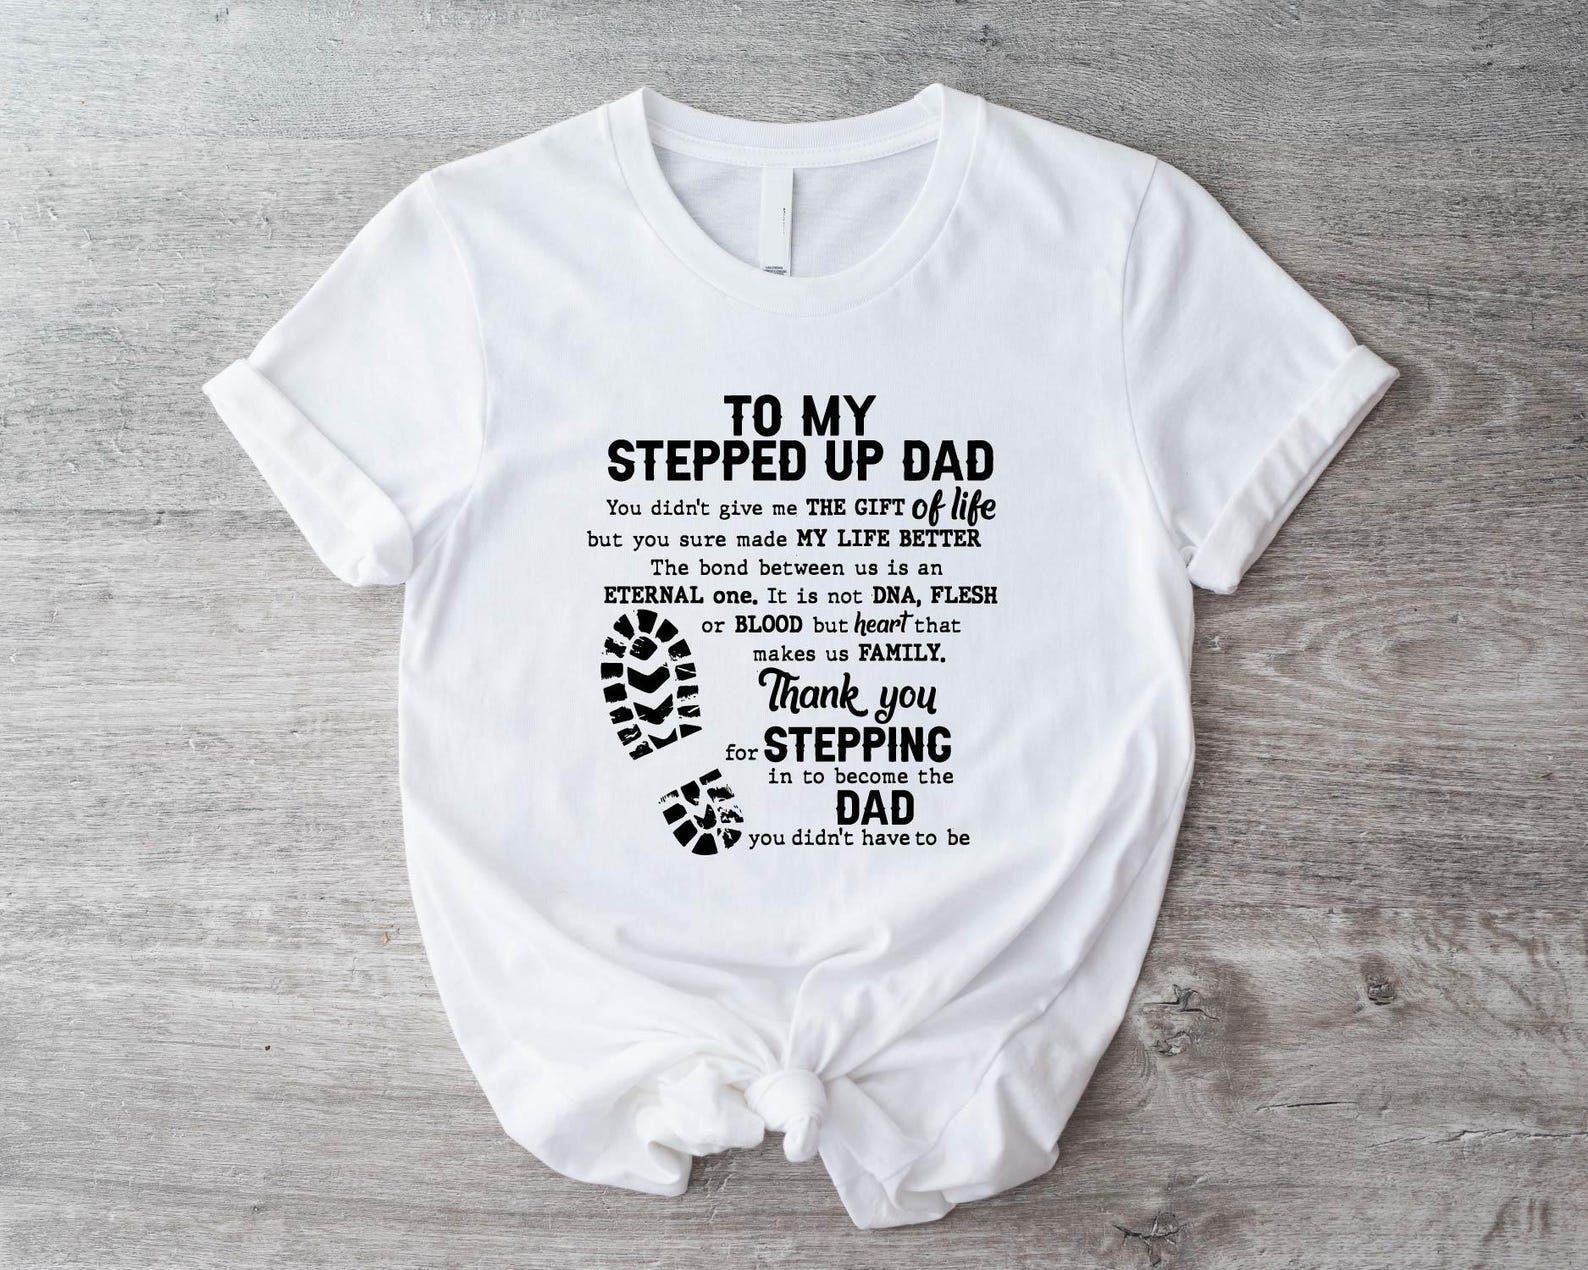 TO MY
STEPPED UP DAD
You didn't give me THE GIFT of life
but you sure made MY LIFE BETTER
The bond between us is an
ETERNAL one. It is not DNA, FLESH
or BLOOD but heart that
makes us FAMILY.
Thank you
for STEPPING
in to become the
DAD
you didn't have to be